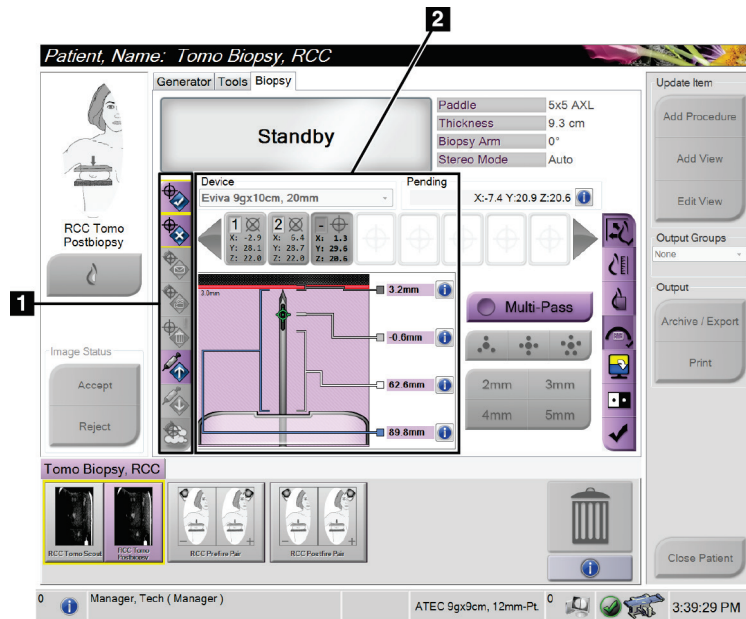 2
Patient, Name: Tomo Biopsy, RCC
Generator Tools Biopsy
Standby
Paddle 5x5 AXL
Thickness 9.3 cm
Biopsy Arm 0°
Stereo Mode Auto
Update Item
Add Procedure
Add View
Edit View
Output Groups
None
Output
Archive / Export
Print
Close Patient
RCC Tomo
Postbiopsy
Image Status
Accept
Reject
1
Device Pending
Eviva 9gx10cm, 20mm X:-7.4 Y:20.9 Z:20.6
1
X: -2.9
Y: 28.1
Z: 22.0
2
X: 6.4
Y: 28.7
Z: 22.0
-
X: 1.3
Y: 29.6
Z: 20.6
3.0mm
3.2mm
-0.6mm
62.6mm
89.8mm
Multi-Pass
2mm 3mm
4mm 5mm
Tomo Biopsy, RCC
RCC Tomo Scout
RCC Tomo
Postbiopsy
RCC Prefire Pair
RCC Postfire Pair
0 Manager, Tech ( Manager ) ATEC 9gx9cm, 12mm-Pt. 0 3:39:29 PM